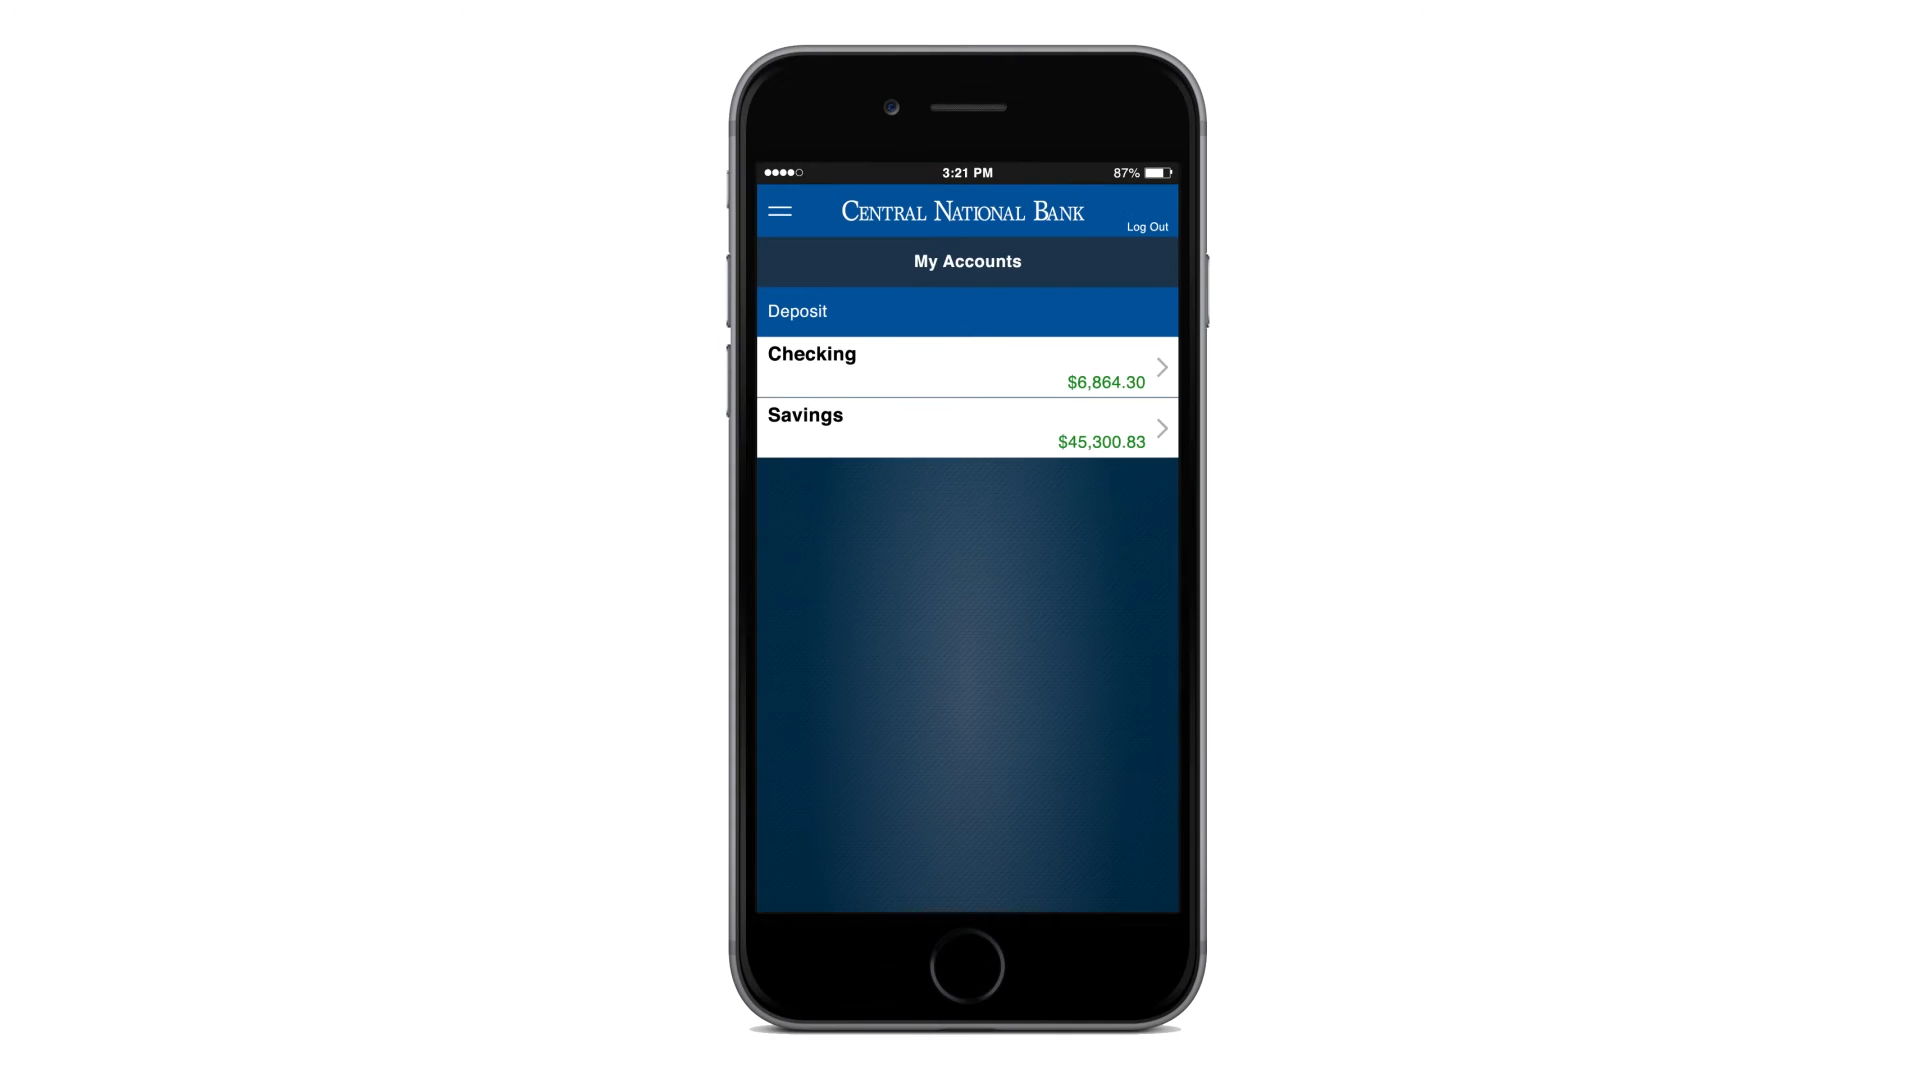 3:21 PM
87%
CENTRAL NATIONAL BANK
Log Out
My Accounts
Deposit
Checking
$6,864.30
Savings
$45,300.83